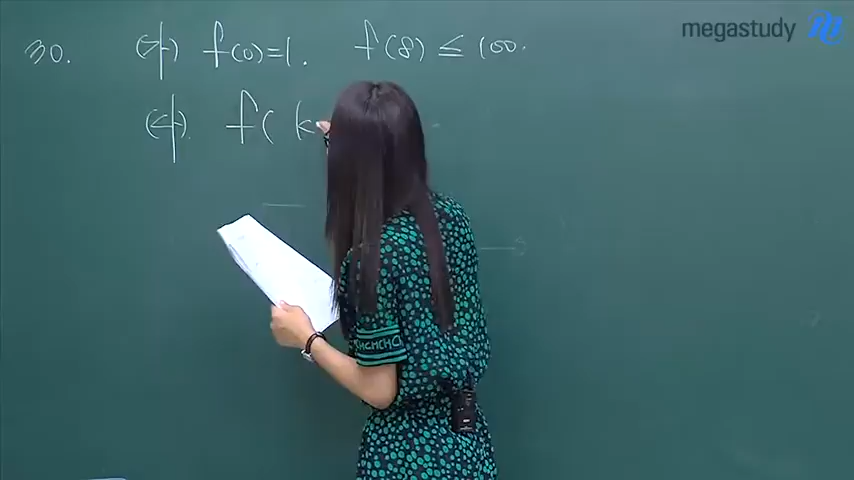 megastudy
30. (가) f(0)=1. f(8) ≤ 100.
(나). f( k